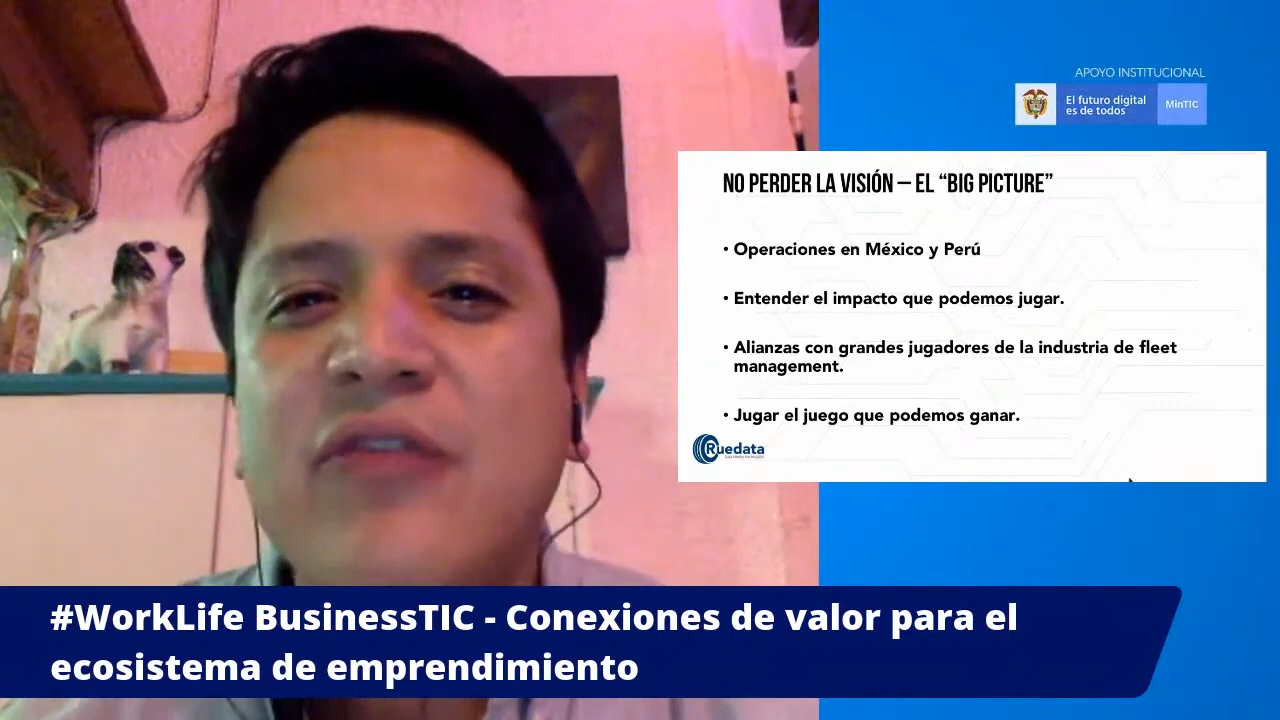 APOYO INSTITUCIONAL
El futuro digital
es de todos
MinTIC
NO PERDER LA VISIÓN – EL “BIG PICTURE”
• Operaciones en México y Perú
• Entender el impacto que podemos jugar.
• Alianzas con grandes jugadores de la industria de fleet
management.
• Jugar el juego que podemos ganar.
Ruedata
#WorkLife BusinessTIC - Conexiones de valor para el
ecosistema de emprendimiento